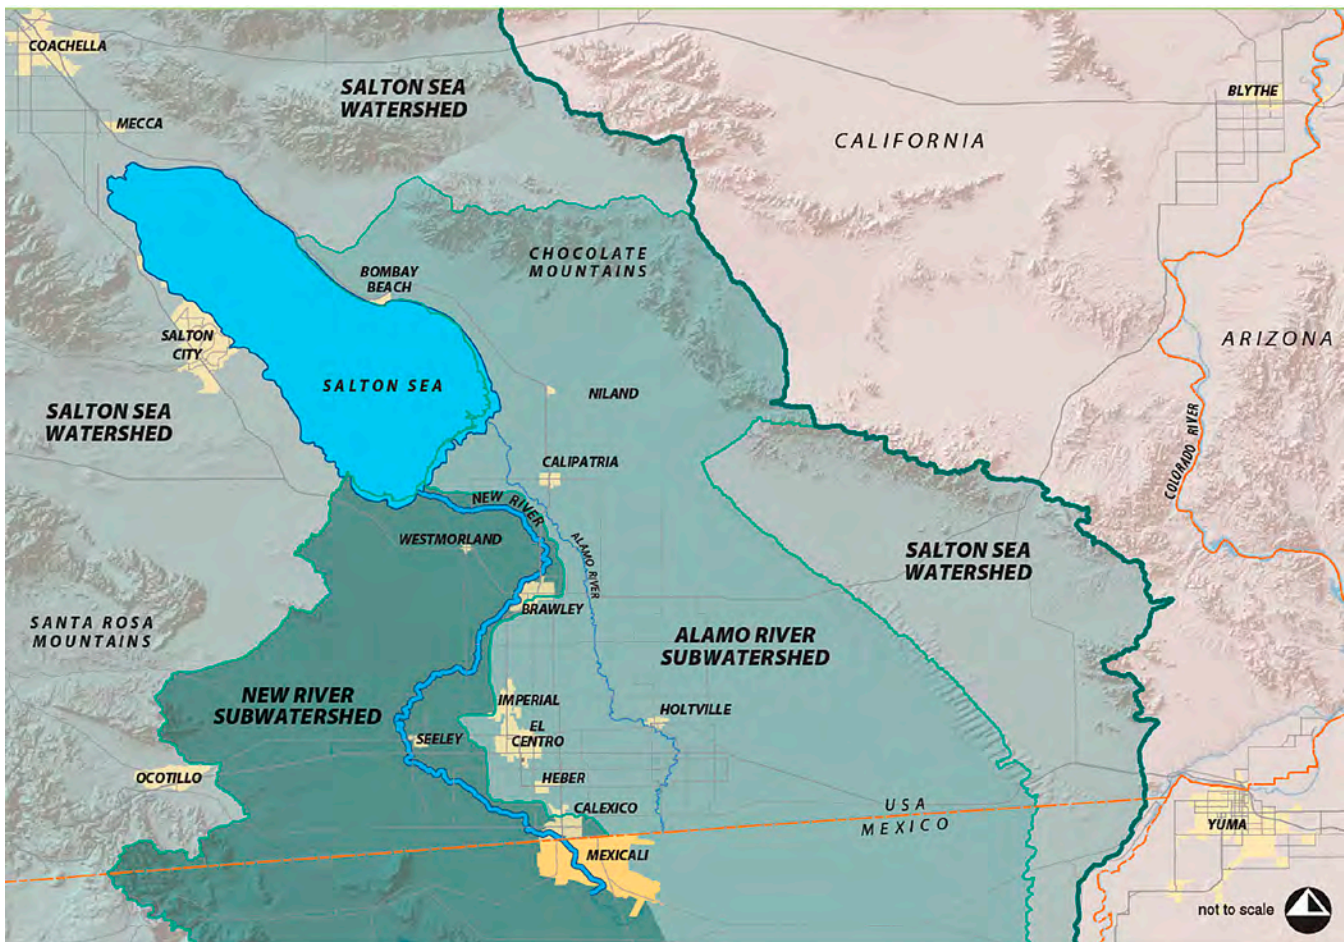 COACHELLA
SALTON SEA
WATERSHED
BLYTHE
MECCA
CALIFORNIA
CHOCOLATE
MOUNTAINS
BOMBAY
BEACH
SALTON
CITY
ARIZONA
SALTON SEA
NILAND
SALTON SEA
WATERSHED
COLORADO RIVER
CALIPATRIA
NEW RIVER
WESTMORLAND
ALAMO RIVER
SALTON SEA
WATERSHED
BRAWLEY
SANTA ROSA
MOUNTAINS
ALAMO RIVER
SUBWATERSHED
NEW RIVER
SUBWATERSHED
IMPERIAL
HOLTVILLE
EL
CENTRO
SEELEY
OCOTILLO
HEBER
CALEXICO
USA
MEXICO
YUMA
MEXICALI
not to scale